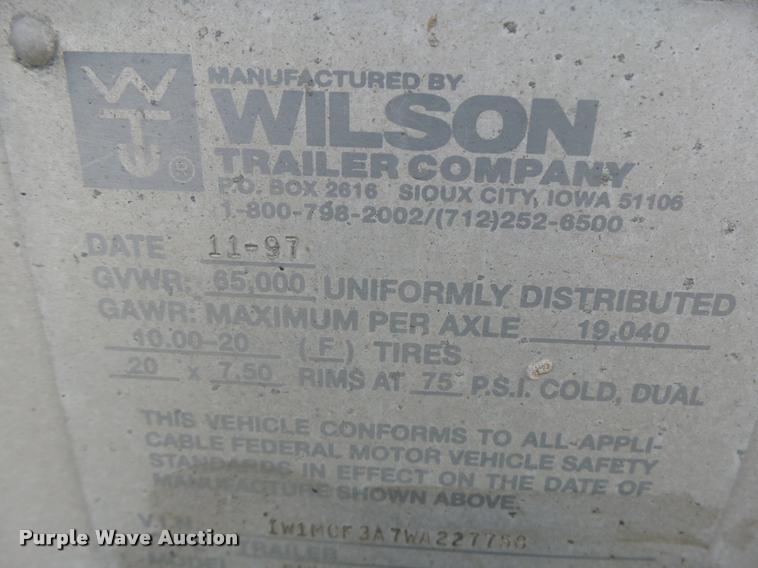 MANUFACTURED BY
WILSON
TRAILER COMPANY
P.O. BOX 2616 SIOUX CITY, IOWA 51106
1-800-798-2002/(712)252-6500
DATE 11-97
GVWR: 65,000 UNIFORMLY DISTRIBUTED
GAWR: MAXIMUM PER AXLE 19,040
10.00-20 (F) TIRES
20 x 7.50 RIMS AT 75 P.S.I. COLD, DUAL
THIS VEHICLE CONFORMS TO ALL APPLI-
CABLE FEDERAL MOTOR VEHICLE SAFETY
STANDARDS IN EFFECT ON THE DATE OF
MANUFACTURE SHOWN ABOVE
V.I.N.
TRAILER
MODEL
Purple Wave Auction